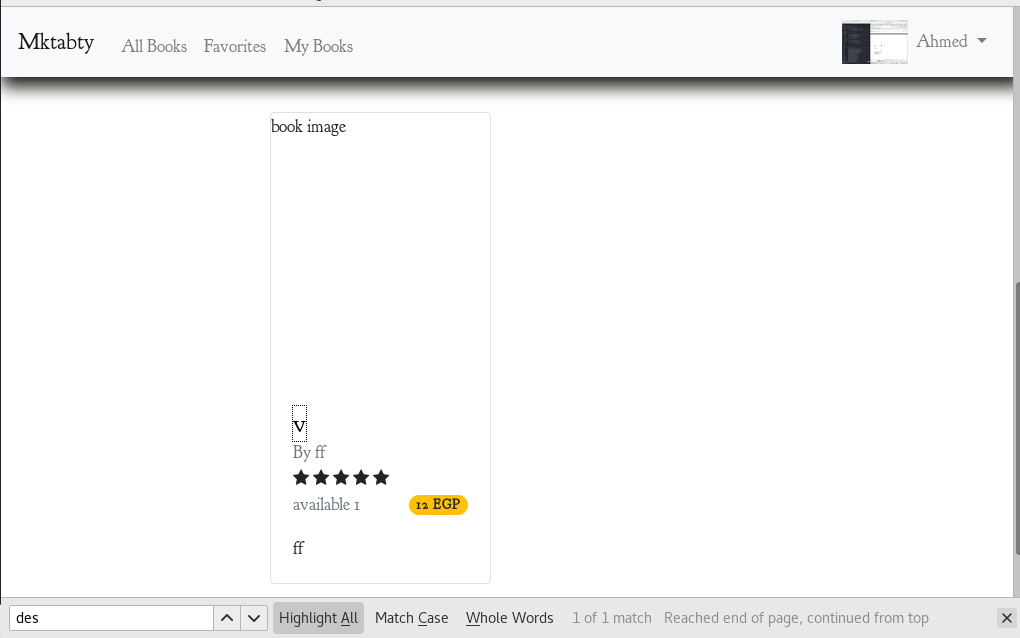 Mktabty All Books Favorites My Books Ahmed
book image
v
By ff
available 1 12 EGP
ff
des Highlight All Match Case Whole Words 1 of 1 match Reached end of page, continued from top